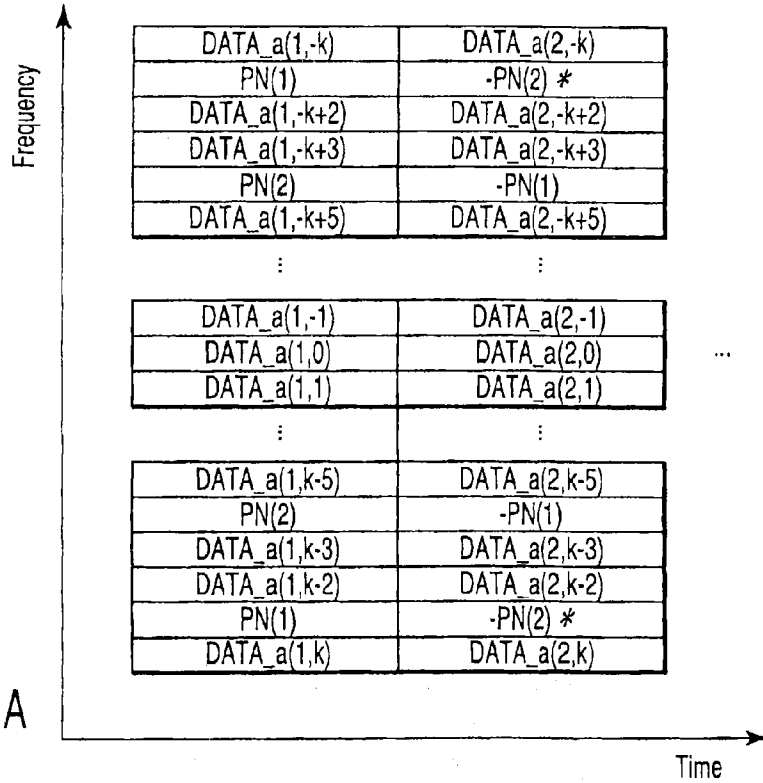 Frequency
DATA_a(1,-k) DATA_a(2,-k)
PN(1) -PN(2) *
DATA_a(1,-k+2) DATA_a(2,-k+2)
DATA_a(1,-k+3) DATA_a(2,-k+3)
PN(2) -PN(1)
DATA_a(1,-k+5) DATA_a(2,-k+5)
⋮ ⋮
DATA_a(1,-1) DATA_a(2,-1)
DATA_a(1,0) DATA_a(2,0) ...
DATA_a(1,1) DATA_a(2,1)
⋮ ⋮
DATA_a(1,k-5) DATA_a(2,k-5)
PN(2) -PN(1)
DATA_a(1,k-3) DATA_a(2,k-3)
DATA_a(1,k-2) DATA_a(2,k-2)
PN(1) -PN(2) *
DATA_a(1,k) DATA_a(2,k)
A
Time